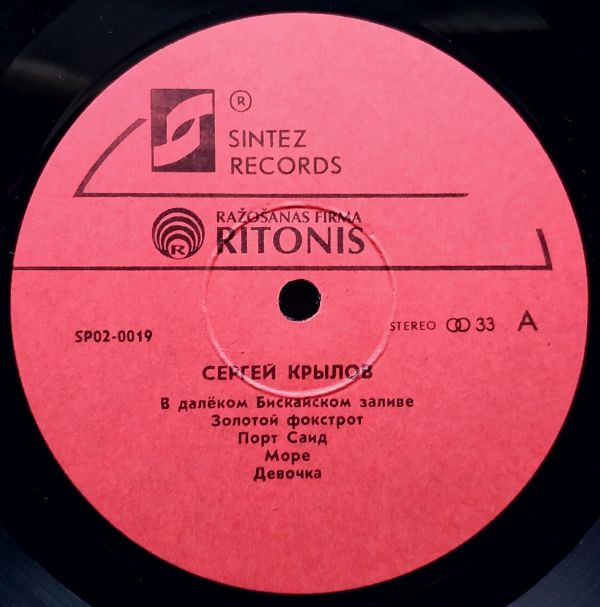 ®
SINTEZ
RECORDS
RAŽOŠANAS FIRMA
R RITONIS
SP02-0019
STEREO 33 A
СЕРГЕЙ КРЫЛОВ
В далёком Бискайском заливе
Золотой фокстрот
Порт Саид
Море
Девочка